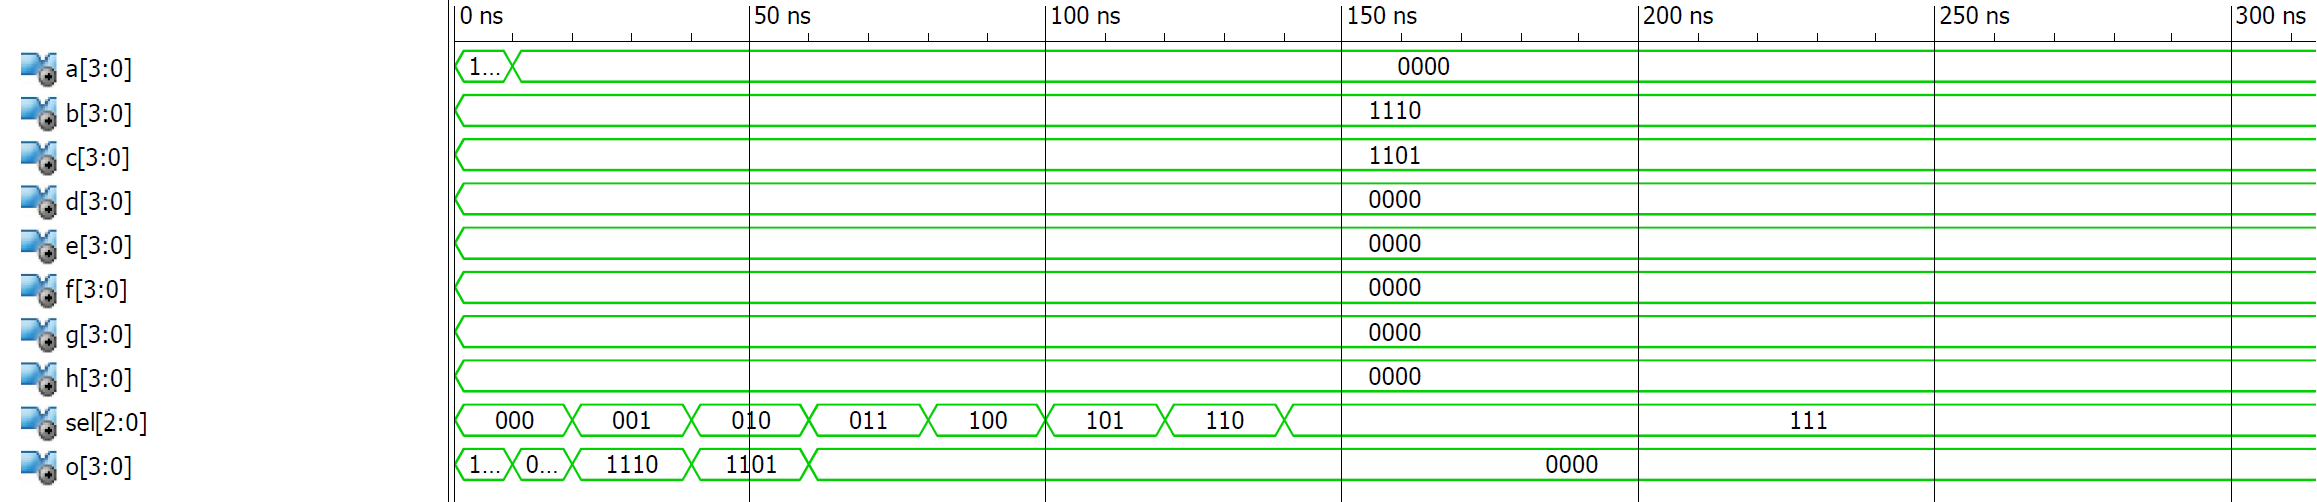 0 ns 50 ns 100 ns 150 ns 200 ns 250 ns 300 ns
a[3:0] 1... 0000
b[3:0] 1110
c[3:0] 1101
d[3:0] 0000
e[3:0] 0000
f[3:0] 0000
g[3:0] 0000
h[3:0] 0000
sel[2:0] 000 001 010 011 100 101 110 111
o[3:0] 1... 0... 1110 1101 0000